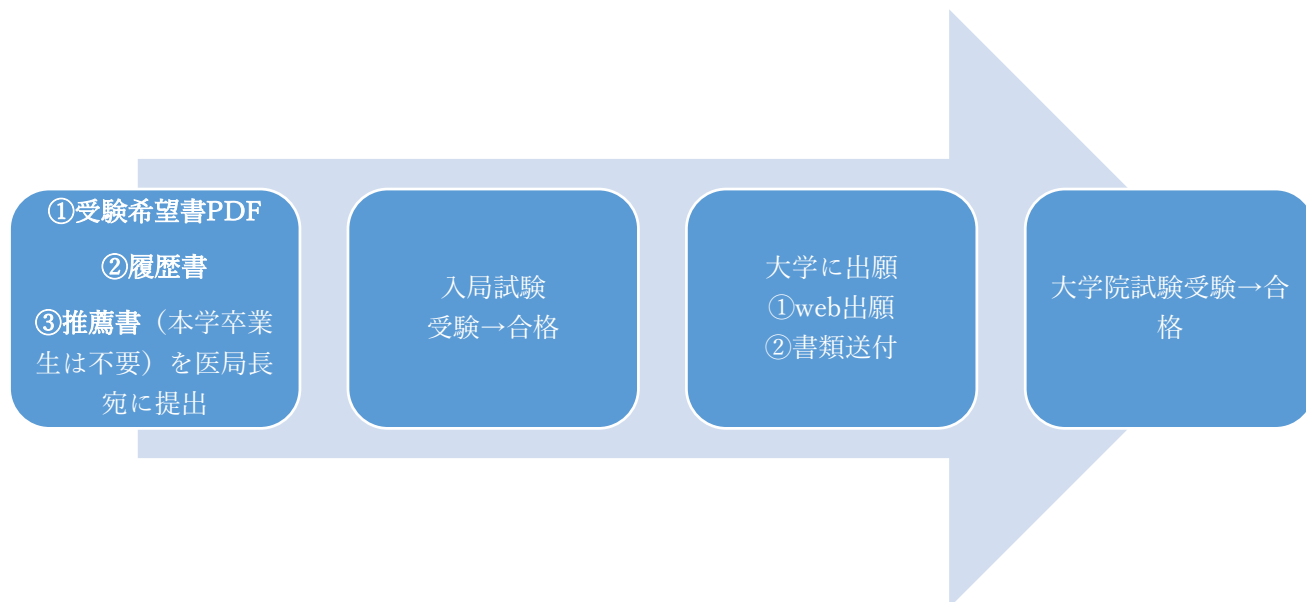 ①受験希望書PDF
②履歴書
③推薦書（本学卒業
生は不要）を医局長
宛に提出
入局試験
受験→合格
大学に出願
①web出願
②書類送付
大学院試験受験→合
格